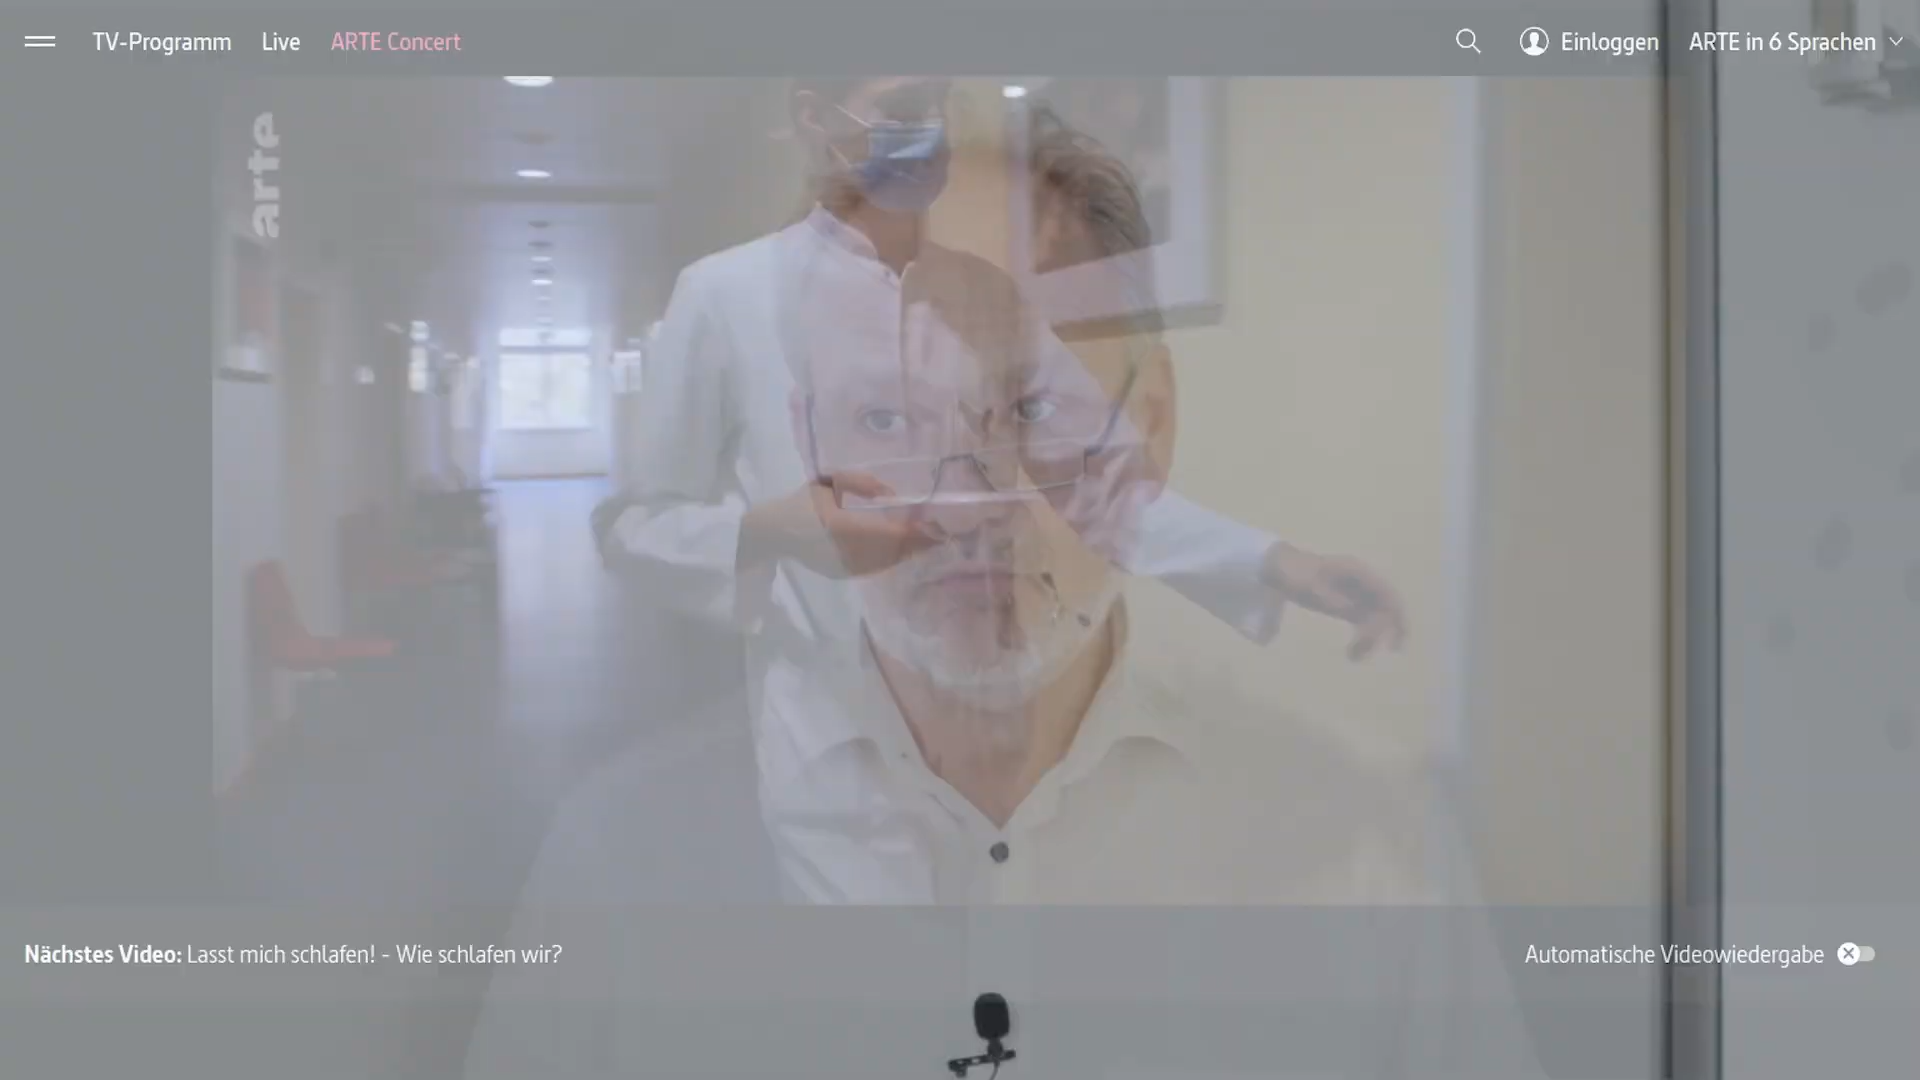 TV-Programm Live ARTE Concert Einloggen ARTE in 6 Sprachen
arte
Nächstes Video: Lasst mich schlafen! - Wie schlafen wir? Automatische Videowiedergabe